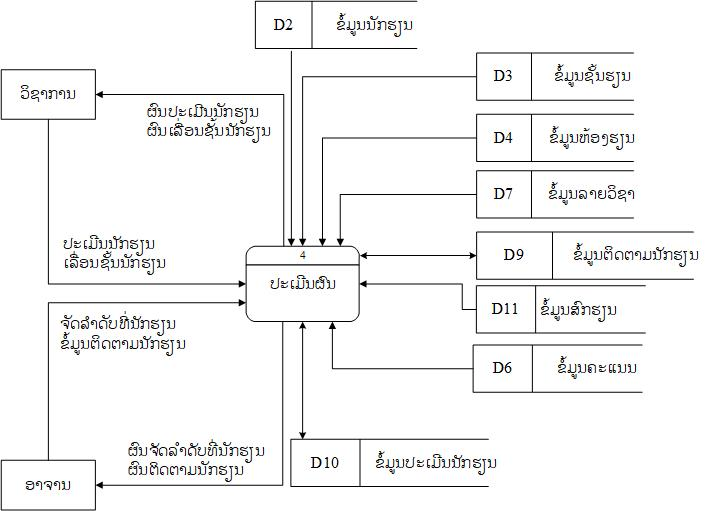 D2 ຂໍ້ມູນນັກຮຽນ
ວິຊາການ
D3 ຂໍ້ມູນຊັ້ນຮຽນ
ຜົນປະເມີນນັກຮຽນ
ຜົນເລື່ອນຊັ້ນນັກຮຽນ
D4 ຂໍ້ມູນຫ້ອງຮຽນ
D7 ຂໍ້ມູນລາຍວິຊາ
ປະເມີນນັກຮຽນ
ເລື່ອນຊັ້ນນັກຮຽນ
4
ປະເມີນຜົນ
D9 ຂໍ້ມູນຕິດຕາມນັກຮຽນ
D11 ຂໍ້ມູນສົກຮຽນ
ຈັດລຳດັບທີ່ນັກຮຽນ
ຂໍ້ມູນຕິດຕາມນັກຮຽນ
D6 ຂໍ້ມູນຄະແນນ
ຜົນຈັດລຳດັບທີ່ນັກຮຽນ
ຜົນຕິດຕາມນັກຮຽນ
D10 ຂໍ້ມູນປະເມີນນັກຮຽນ
ອາຈານ